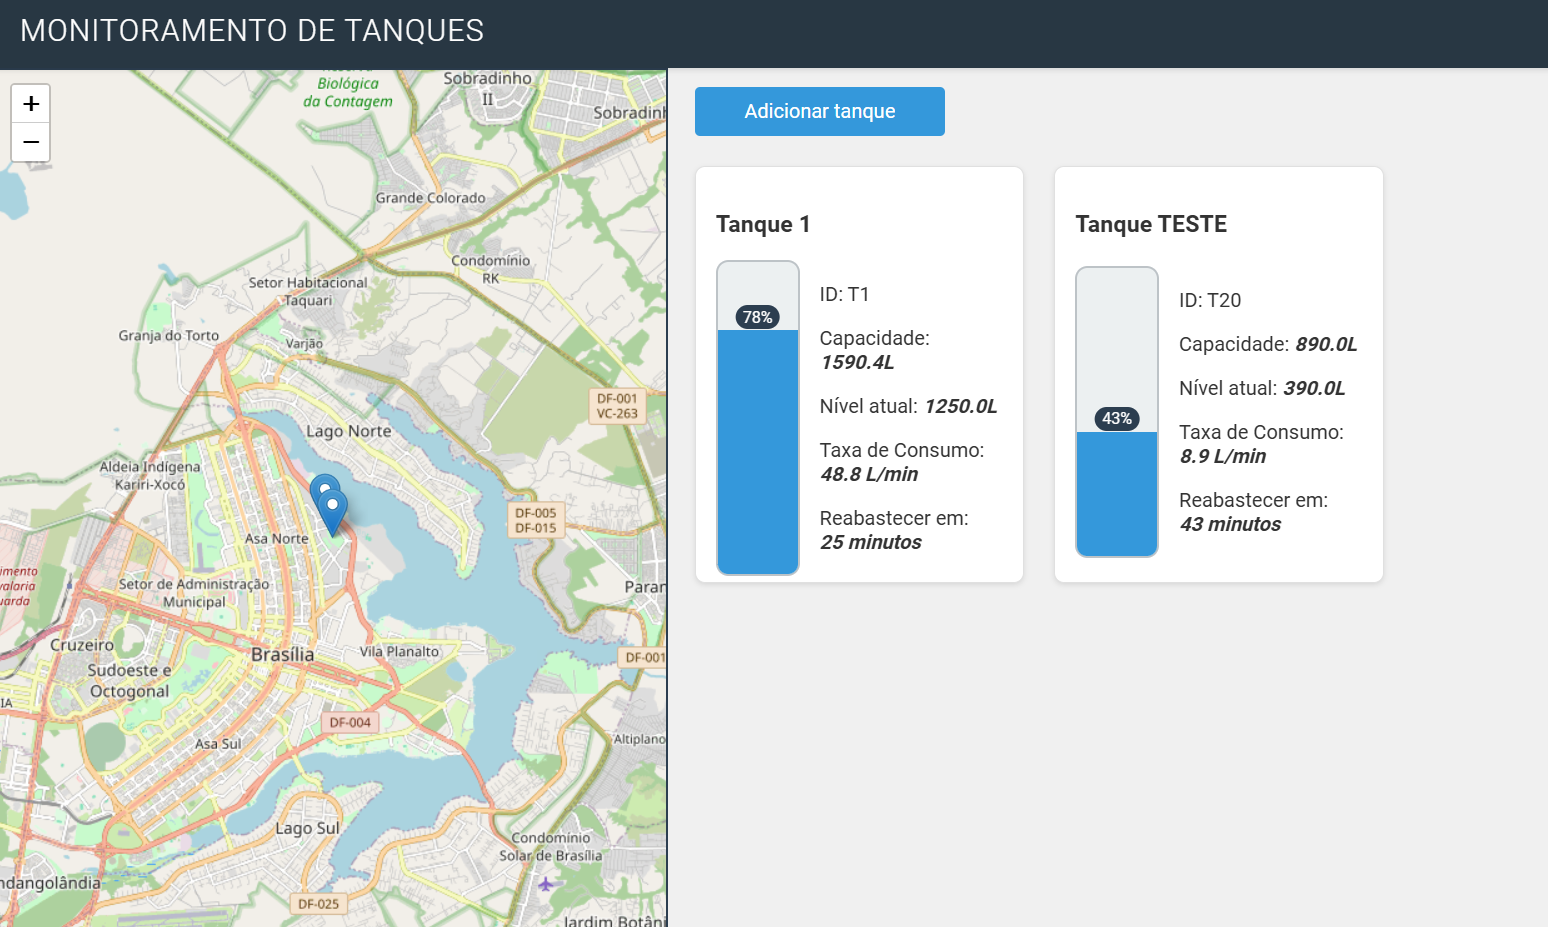 MONITORAMENTO DE TANQUES
+
−
Biológica
da Contagem
Sobradinho
II
Grande Colorado
Condomínio
RK
Setor Habitacional
Taquari
Granja do Torto
Varjão
DF-001
VC-263
Lago Norte
Aldeia Indígena
Kariri-Xocó
DF-005
DF-015
Asa Norte
Setor de Administração
Municipal
Cruzeiro
Brasília
Vila Planalto
DF-001
Sudoeste e
Octogonal
DF-004
Asa Sul
Altiplano
Lago Sul
Condomínio
Solar de Brasília
DF-025
Adicionar tanque
Tanque 1
78%
ID: T1
Capacidade:
1590.4L
Nível atual: 1250.0L
Taxa de Consumo:
48.8 L/min
Reabastecer em:
25 minutos
Tanque TESTE
43%
ID: T20
Capacidade: 890.0L
Nível atual: 390.0L
Taxa de Consumo:
8.9 L/min
Reabastecer em:
43 minutos